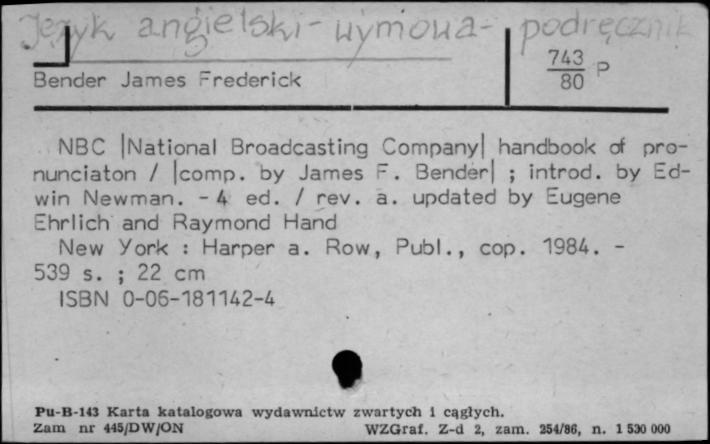 Język angielski - wymowa - podręcznik
743
80 P
Bender James Frederick
NBC |National Broadcasting Company| handbook of pro-
nunciaton / |comp. by James F. Bender| ; introd. by Ed-
win Newman. - 4 ed. / rev. a. updated by Eugene
Ehrlich and Raymond Hand
New York : Harper a. Row, Publ., cop. 1984. -
539 s. ; 22 cm
ISBN 0-06-181142-4
Pu-B-143 Karta katalogowa wydawnictw zwartych i cągłych.
Zam nr 445/DW/ON WZGraf. Z-d 2, zam. 254/86, n. 1 530 000